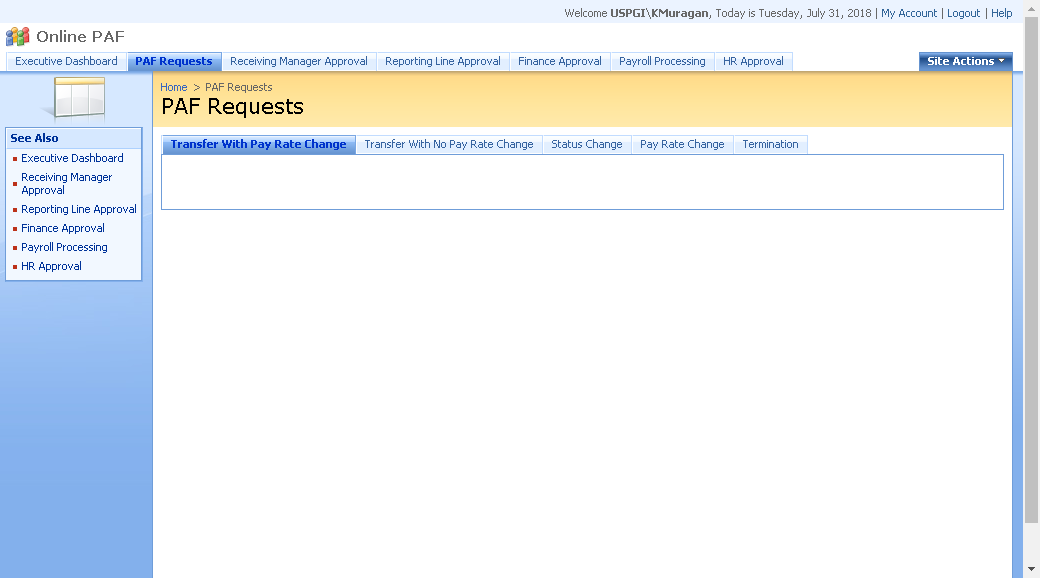 Welcome USPGI\KMuragan, Today is Tuesday, July 31, 2018 | My Account | Logout | Help
Online PAF
Executive Dashboard PAF Requests Receiving Manager Approval Reporting Line Approval Finance Approval Payroll Processing HR Approval Site Actions
Home > PAF Requests
PAF Requests
See Also
Executive Dashboard
Receiving Manager
Approval
Reporting Line Approval
Finance Approval
Payroll Processing
HR Approval
Transfer With Pay Rate Change Transfer With No Pay Rate Change Status Change Pay Rate Change Termination